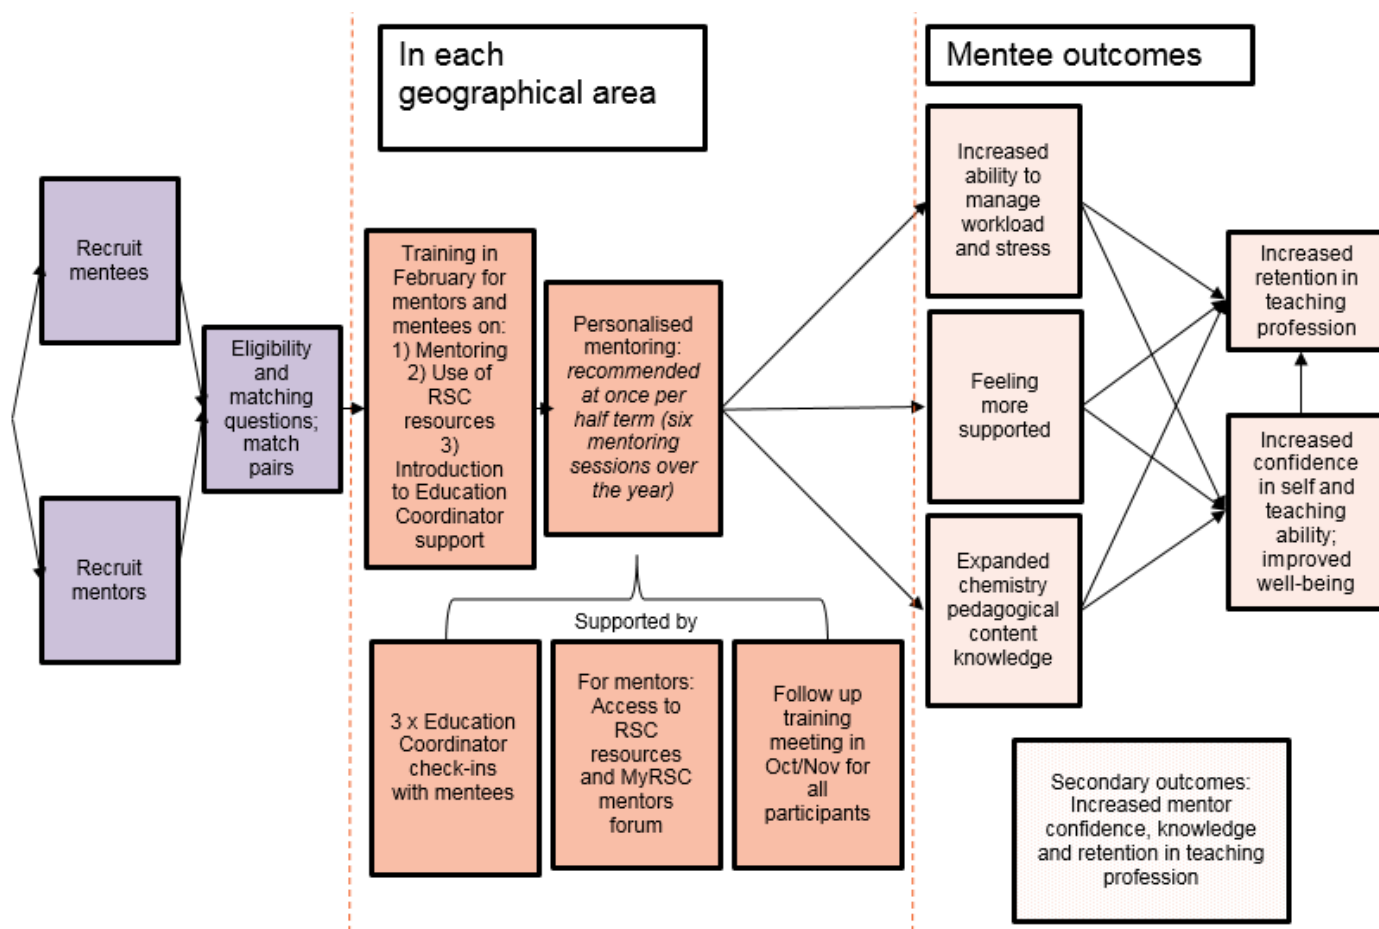 In each
geographical area
Mentee outcomes
Recruit
mentees
Recruit
mentors
Eligibility
and
matching
questions;
match
pairs
Training in
February for
mentors and
mentees on:
1) Mentoring
2) Use of
RSC
resources
3)
Introduction
to Education
Coordinator
support
Personalised
mentoring:
recommended
at once per
half term (six
mentoring
sessions over
the year)
Supported by
3 x Education
Coordinator
check-ins
with mentees
For mentors:
Access to
RSC
resources
and MyRSC
mentors
forum
Follow up
training
meeting in
Oct/Nov for
all
participants
Increased
ability to
manage
workload
and stress
Feeling
more
supported
Expanded
chemistry
pedagogical
content
knowledge
Increased
retention in
teaching
profession
Increased
confidence
in self and
teaching
ability;
improved
well-being
Secondary outcomes:
Increased mentor
confidence, knowledge
and retention in teaching
profession